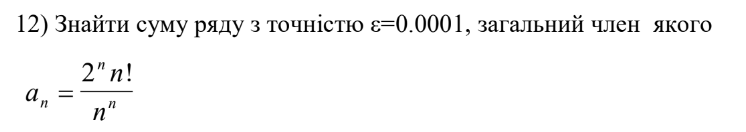 12) Знайти суму ряду з точністю ε=0.0001, загальний член якого
aₙ = 2ⁿ n! / nⁿ